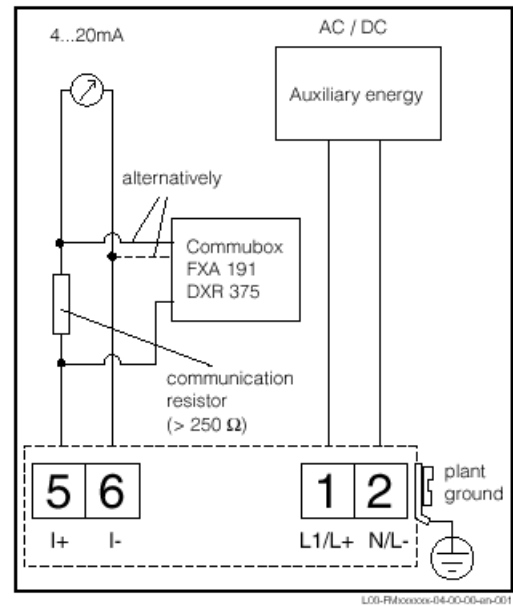 4...20mA
AC / DC
Auxiliary energy
alternatively
Commubox
FXA 191
DXR 375
communication
resistor
(> 250 Ω)
5 6
1 2
plant
ground
I+ I-
L1/L+ N/L-